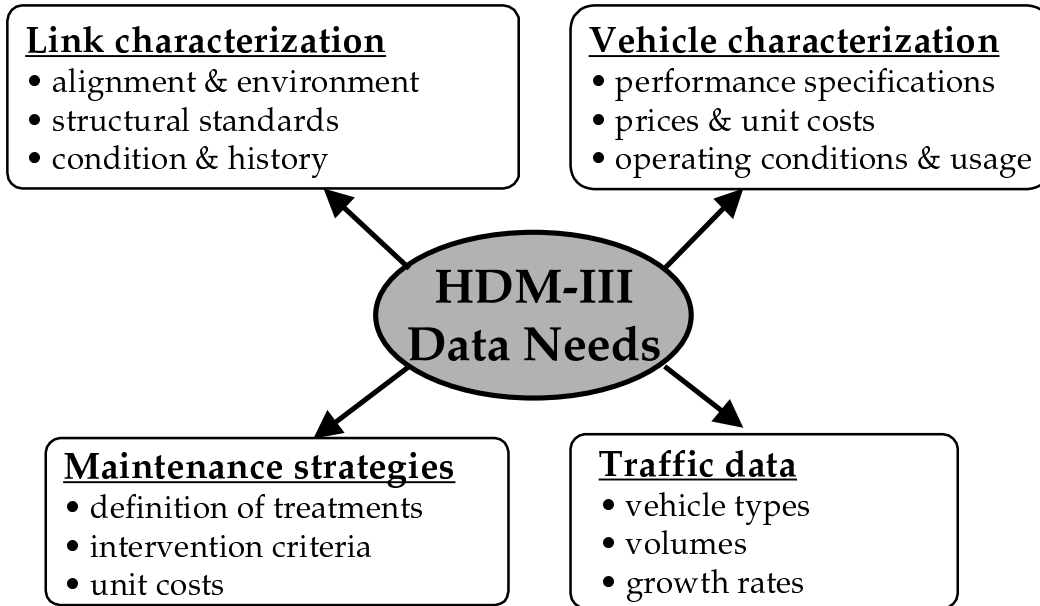 Link characterization
• alignment & environment
• structural standards
• condition & history
Vehicle characterization
• performance specifications
• prices & unit costs
• operating conditions & usage
HDM-III
Data Needs
Maintenance strategies
• definition of treatments
• intervention criteria
• unit costs
Traffic data
• vehicle types
• volumes
• growth rates